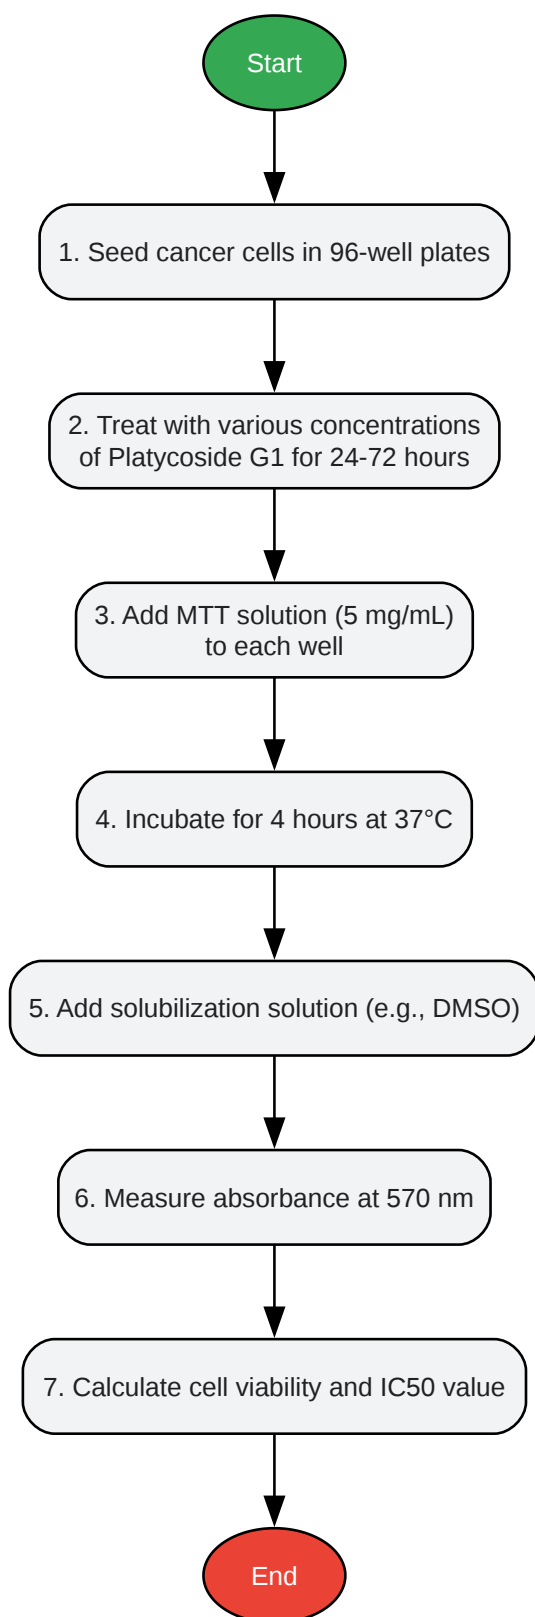 Start
1. Seed cancer cells in 96-well plates
2. Treat with various concentrations
of Platycoside G1 for 24-72 hours
3. Add MTT solution (5 mg/mL)
to each well
4. Incubate for 4 hours at 37°C
5. Add solubilization solution (e.g., DMSO)
6. Measure absorbance at 570 nm
7. Calculate cell viability and IC50 value
End